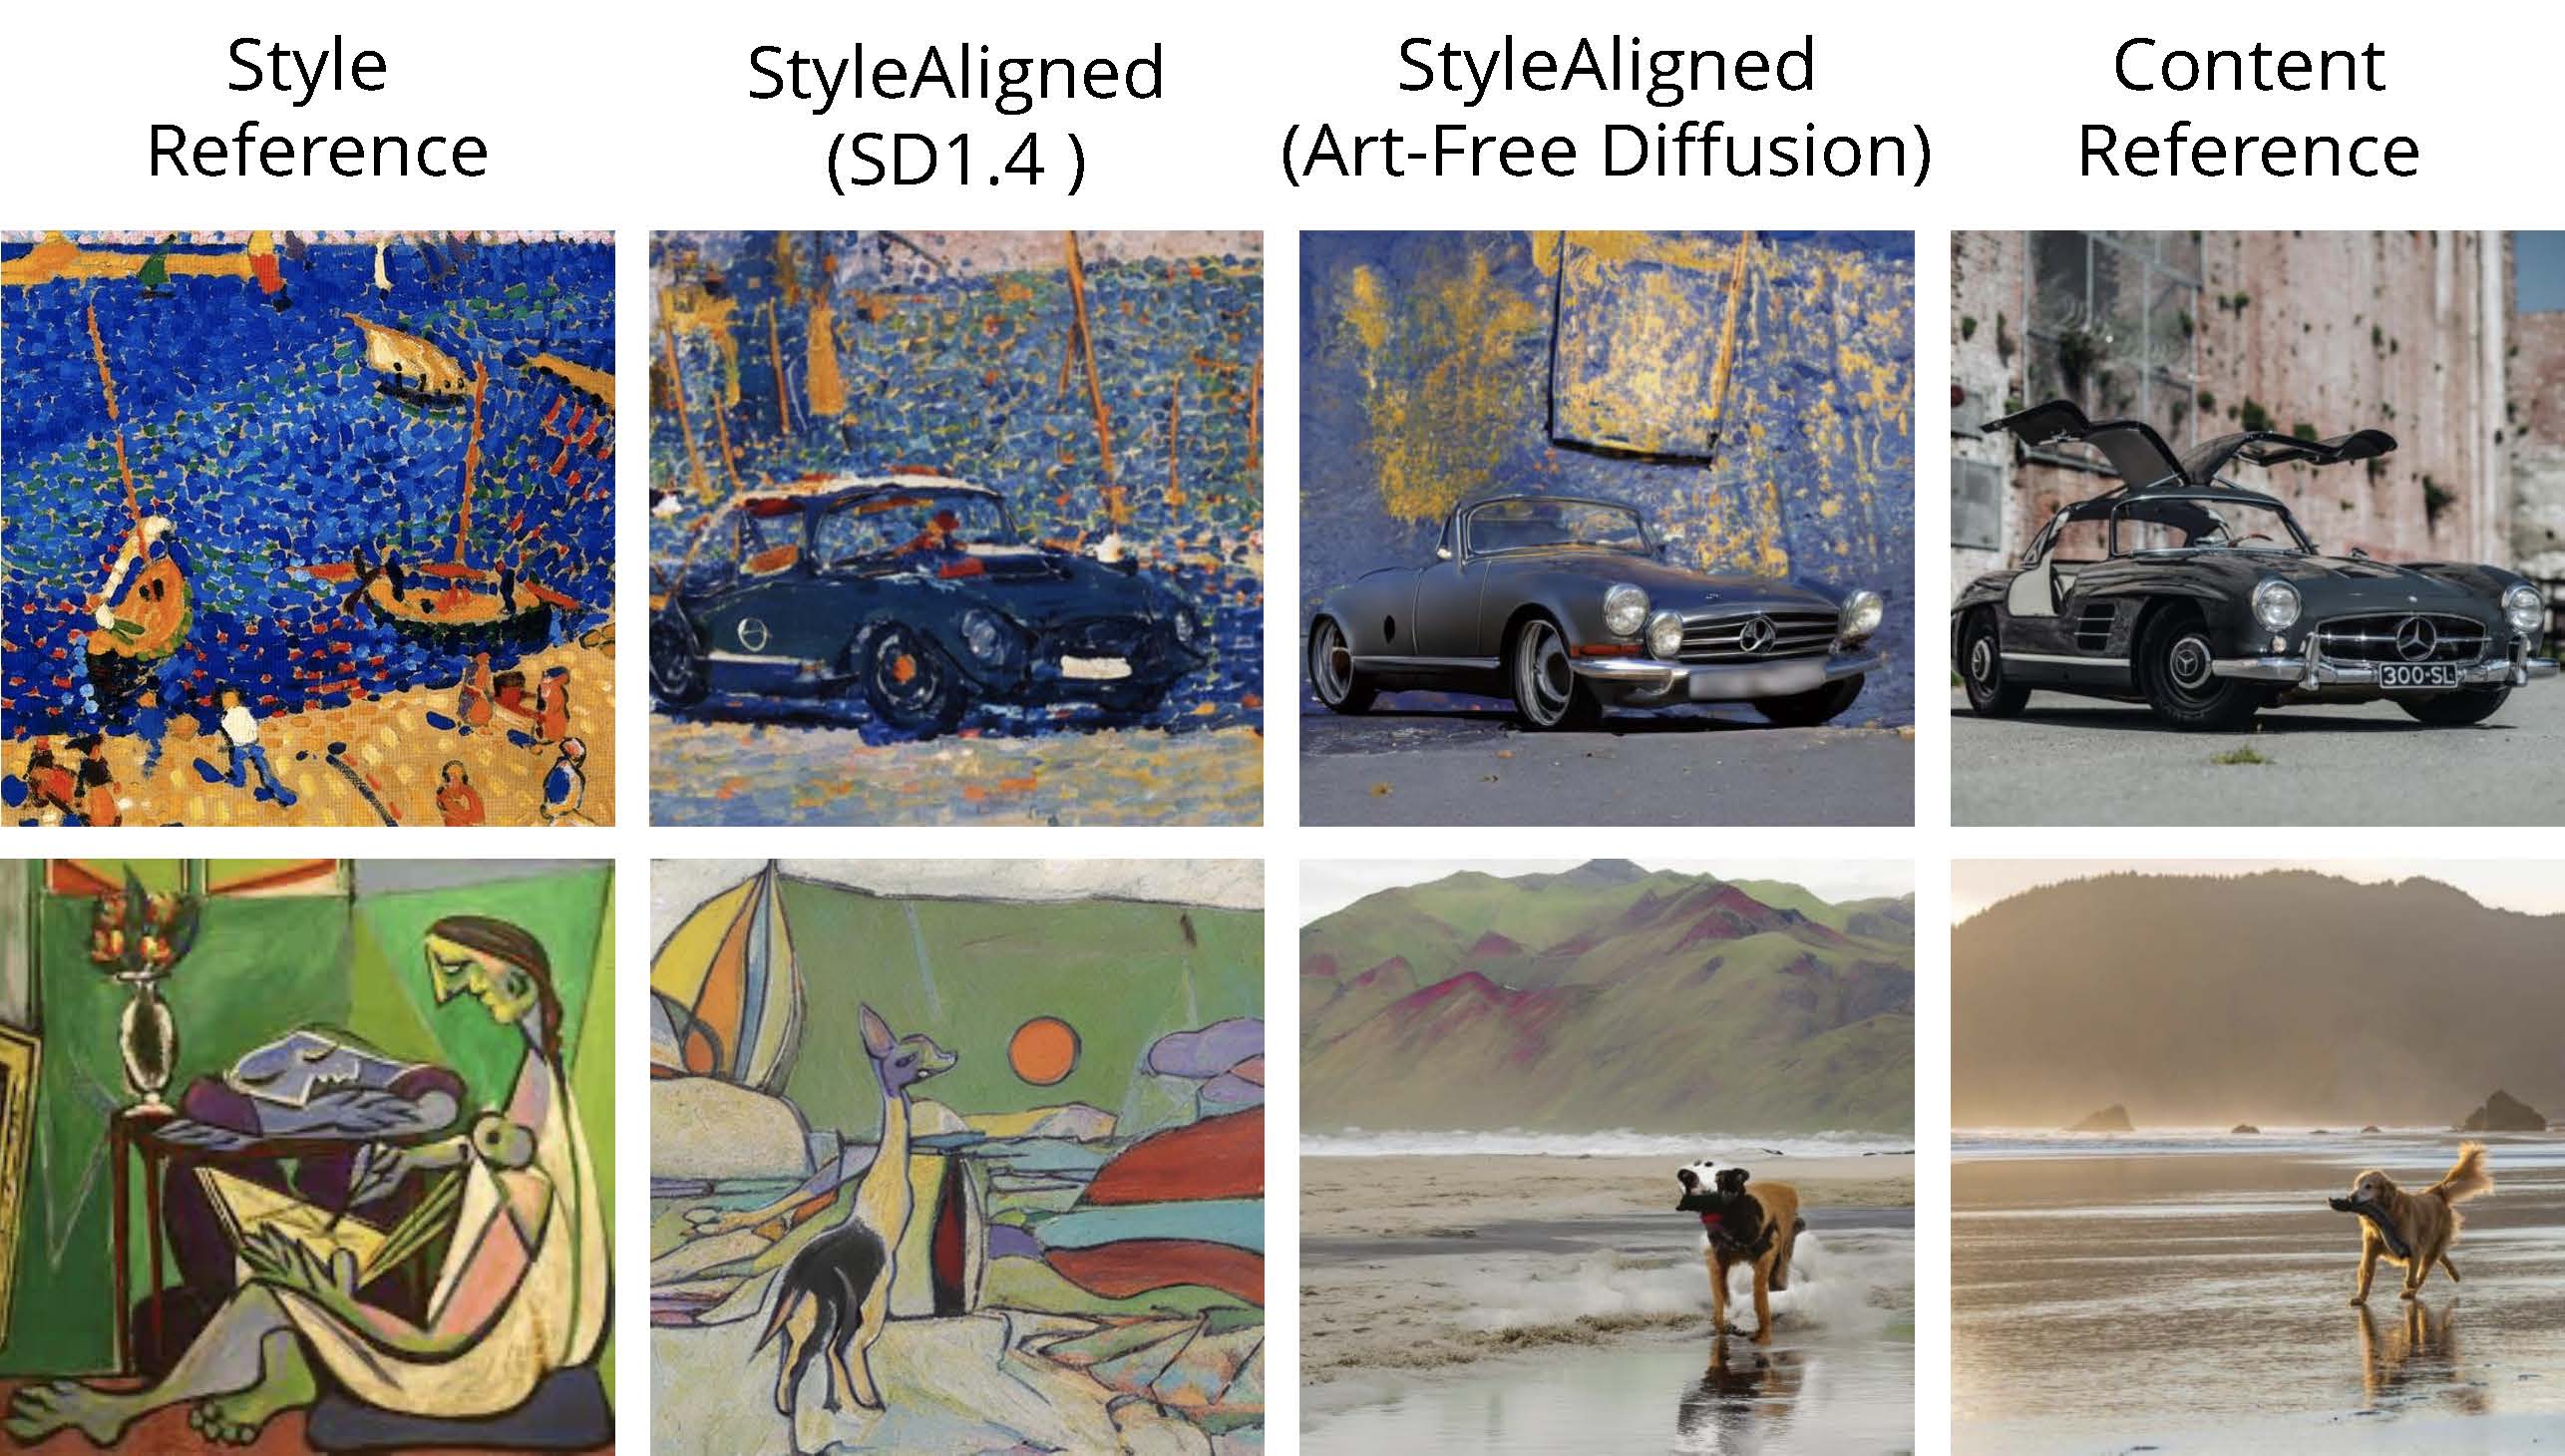 Style
Reference
StyleAligned
(SD1.4 )
StyleAligned
(Art-Free Diffusion)
Content
Reference
300-SL